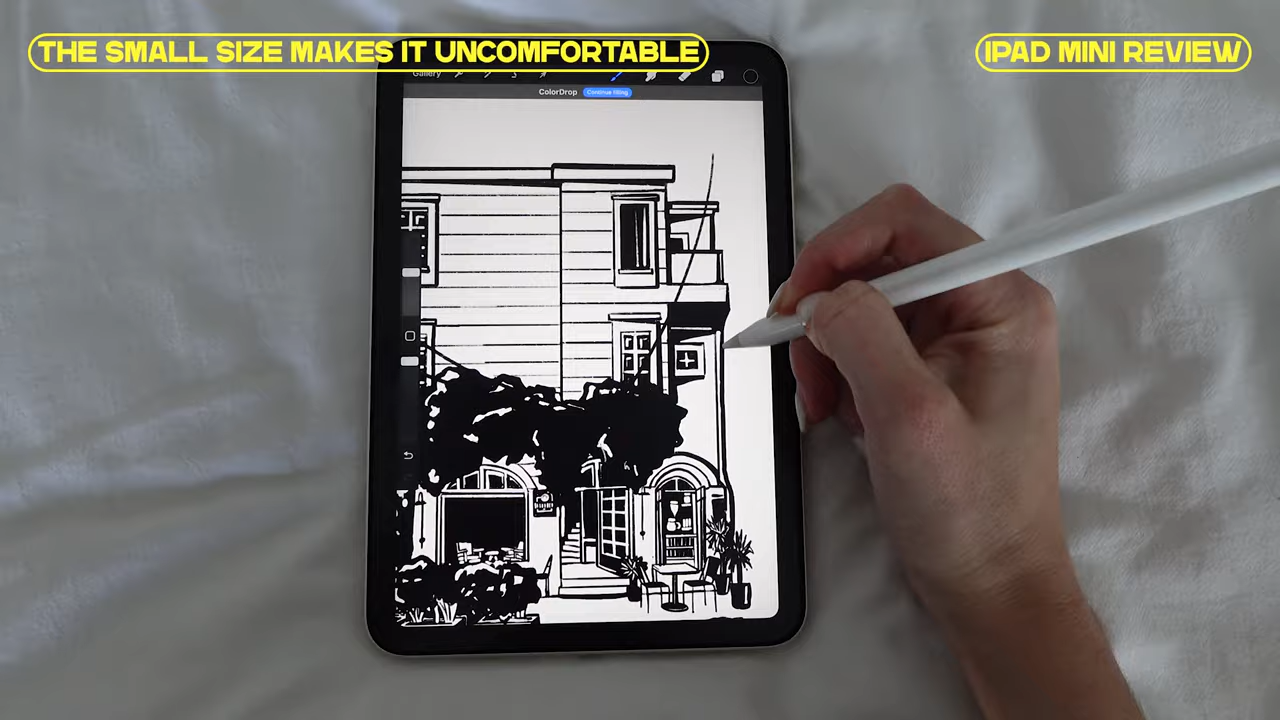 THE SMALL SIZE MAKES IT UNCOMFORTABLE
IPAD MINI REVIEW
Gallery
ColorDrop
Continue filling